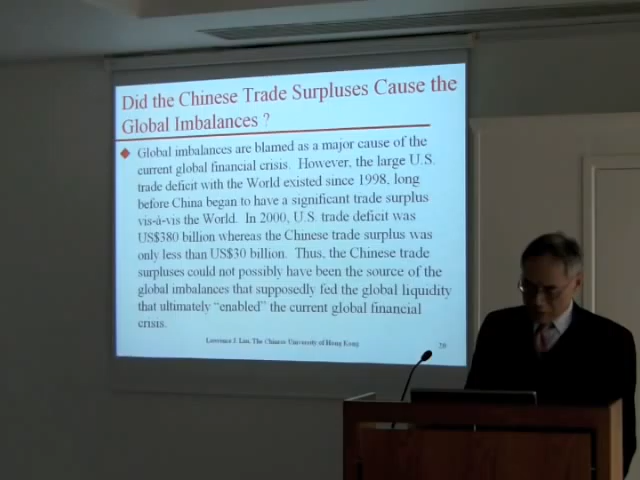 Did the Chinese Trade Surpluses Cause the
Global Imbalances ?
Global imbalances are blamed as a major cause of the
current global financial crisis. However, the large U.S.
trade deficit with the World existed since 1998, long
before China began to have a significant trade surplus
vis-à-vis the World. In 2000, U.S. trade deficit was
US$380 billion whereas the Chinese trade surplus was
only less than US$30 billion. Thus, the Chinese trade
surpluses could not possibly have been the source of the
global imbalances that supposedly fed the global liquidity
that ultimately “enabled” the current global financial
crisis.
Lawrence J. Lau, The Chinese University of Hong Kong